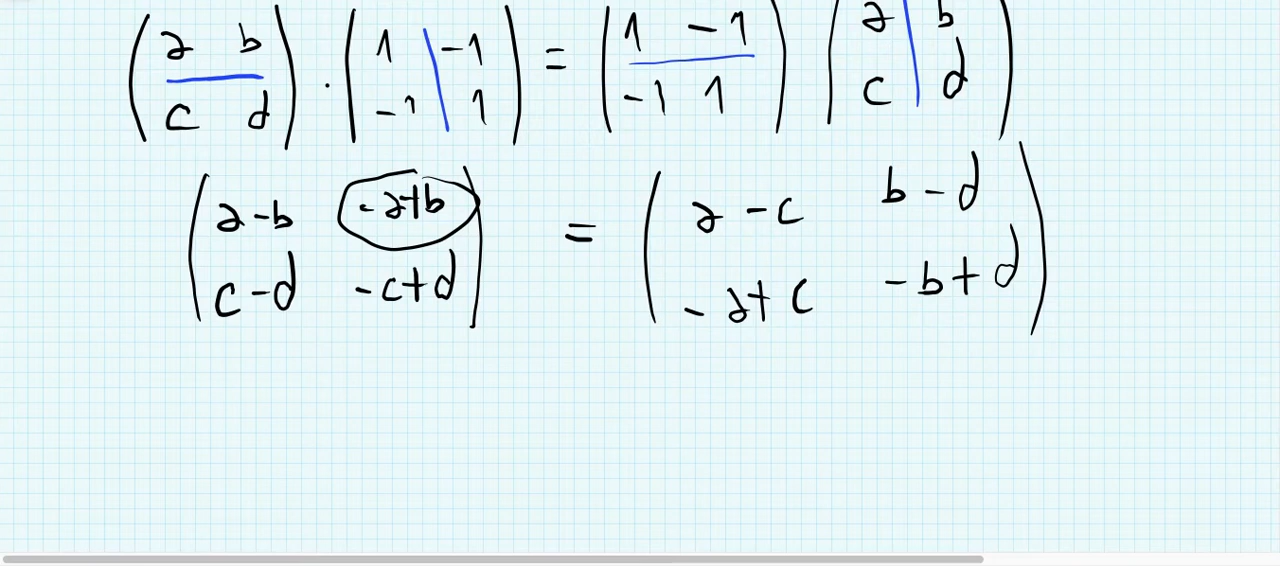 (a b) · (1 -1) = (1 -1) (a b)
(c d) (-1 1) (-1 1) (c d)
(a-b -a+b) = (a-c b-d)
(c-d -c+d) (-a+c -b+d)